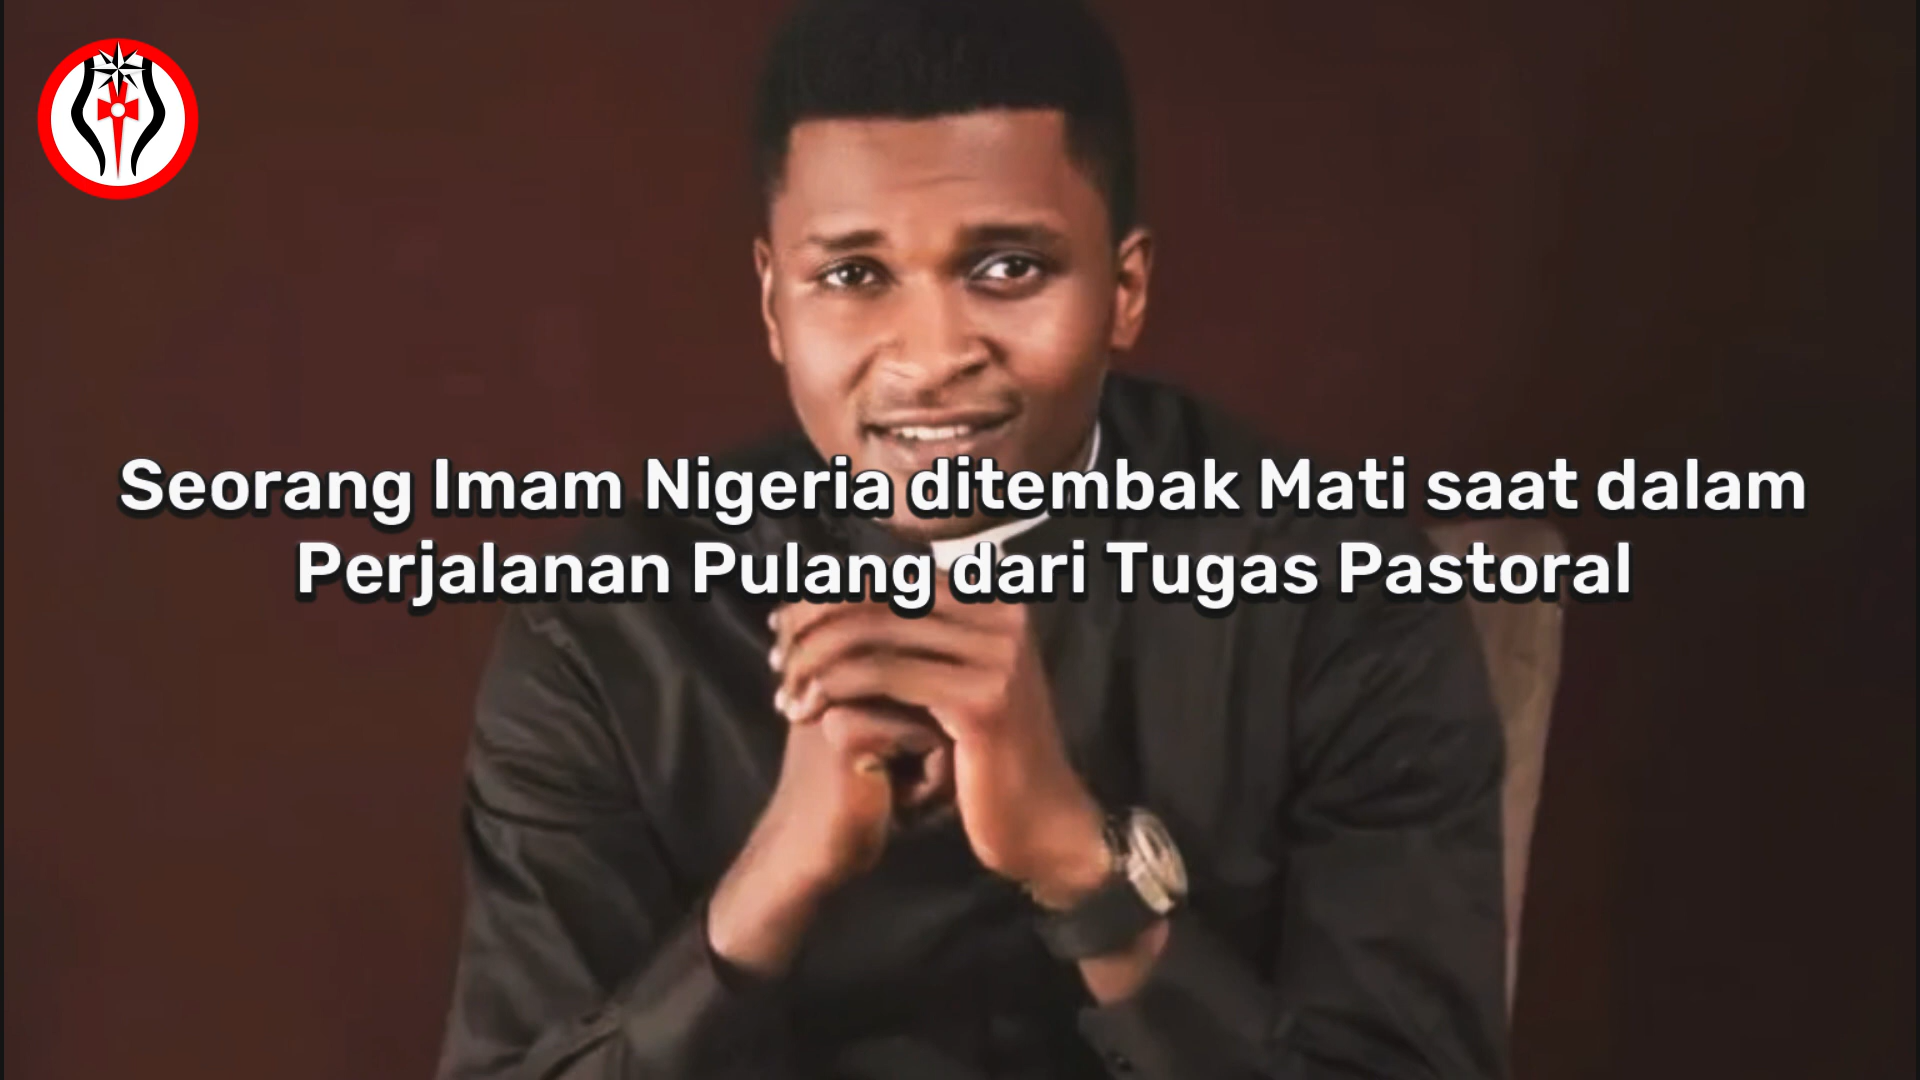 Seorang Imam Nigeria ditembak Mati saat dalam
Perjalanan Pulang dari Tugas Pastoral